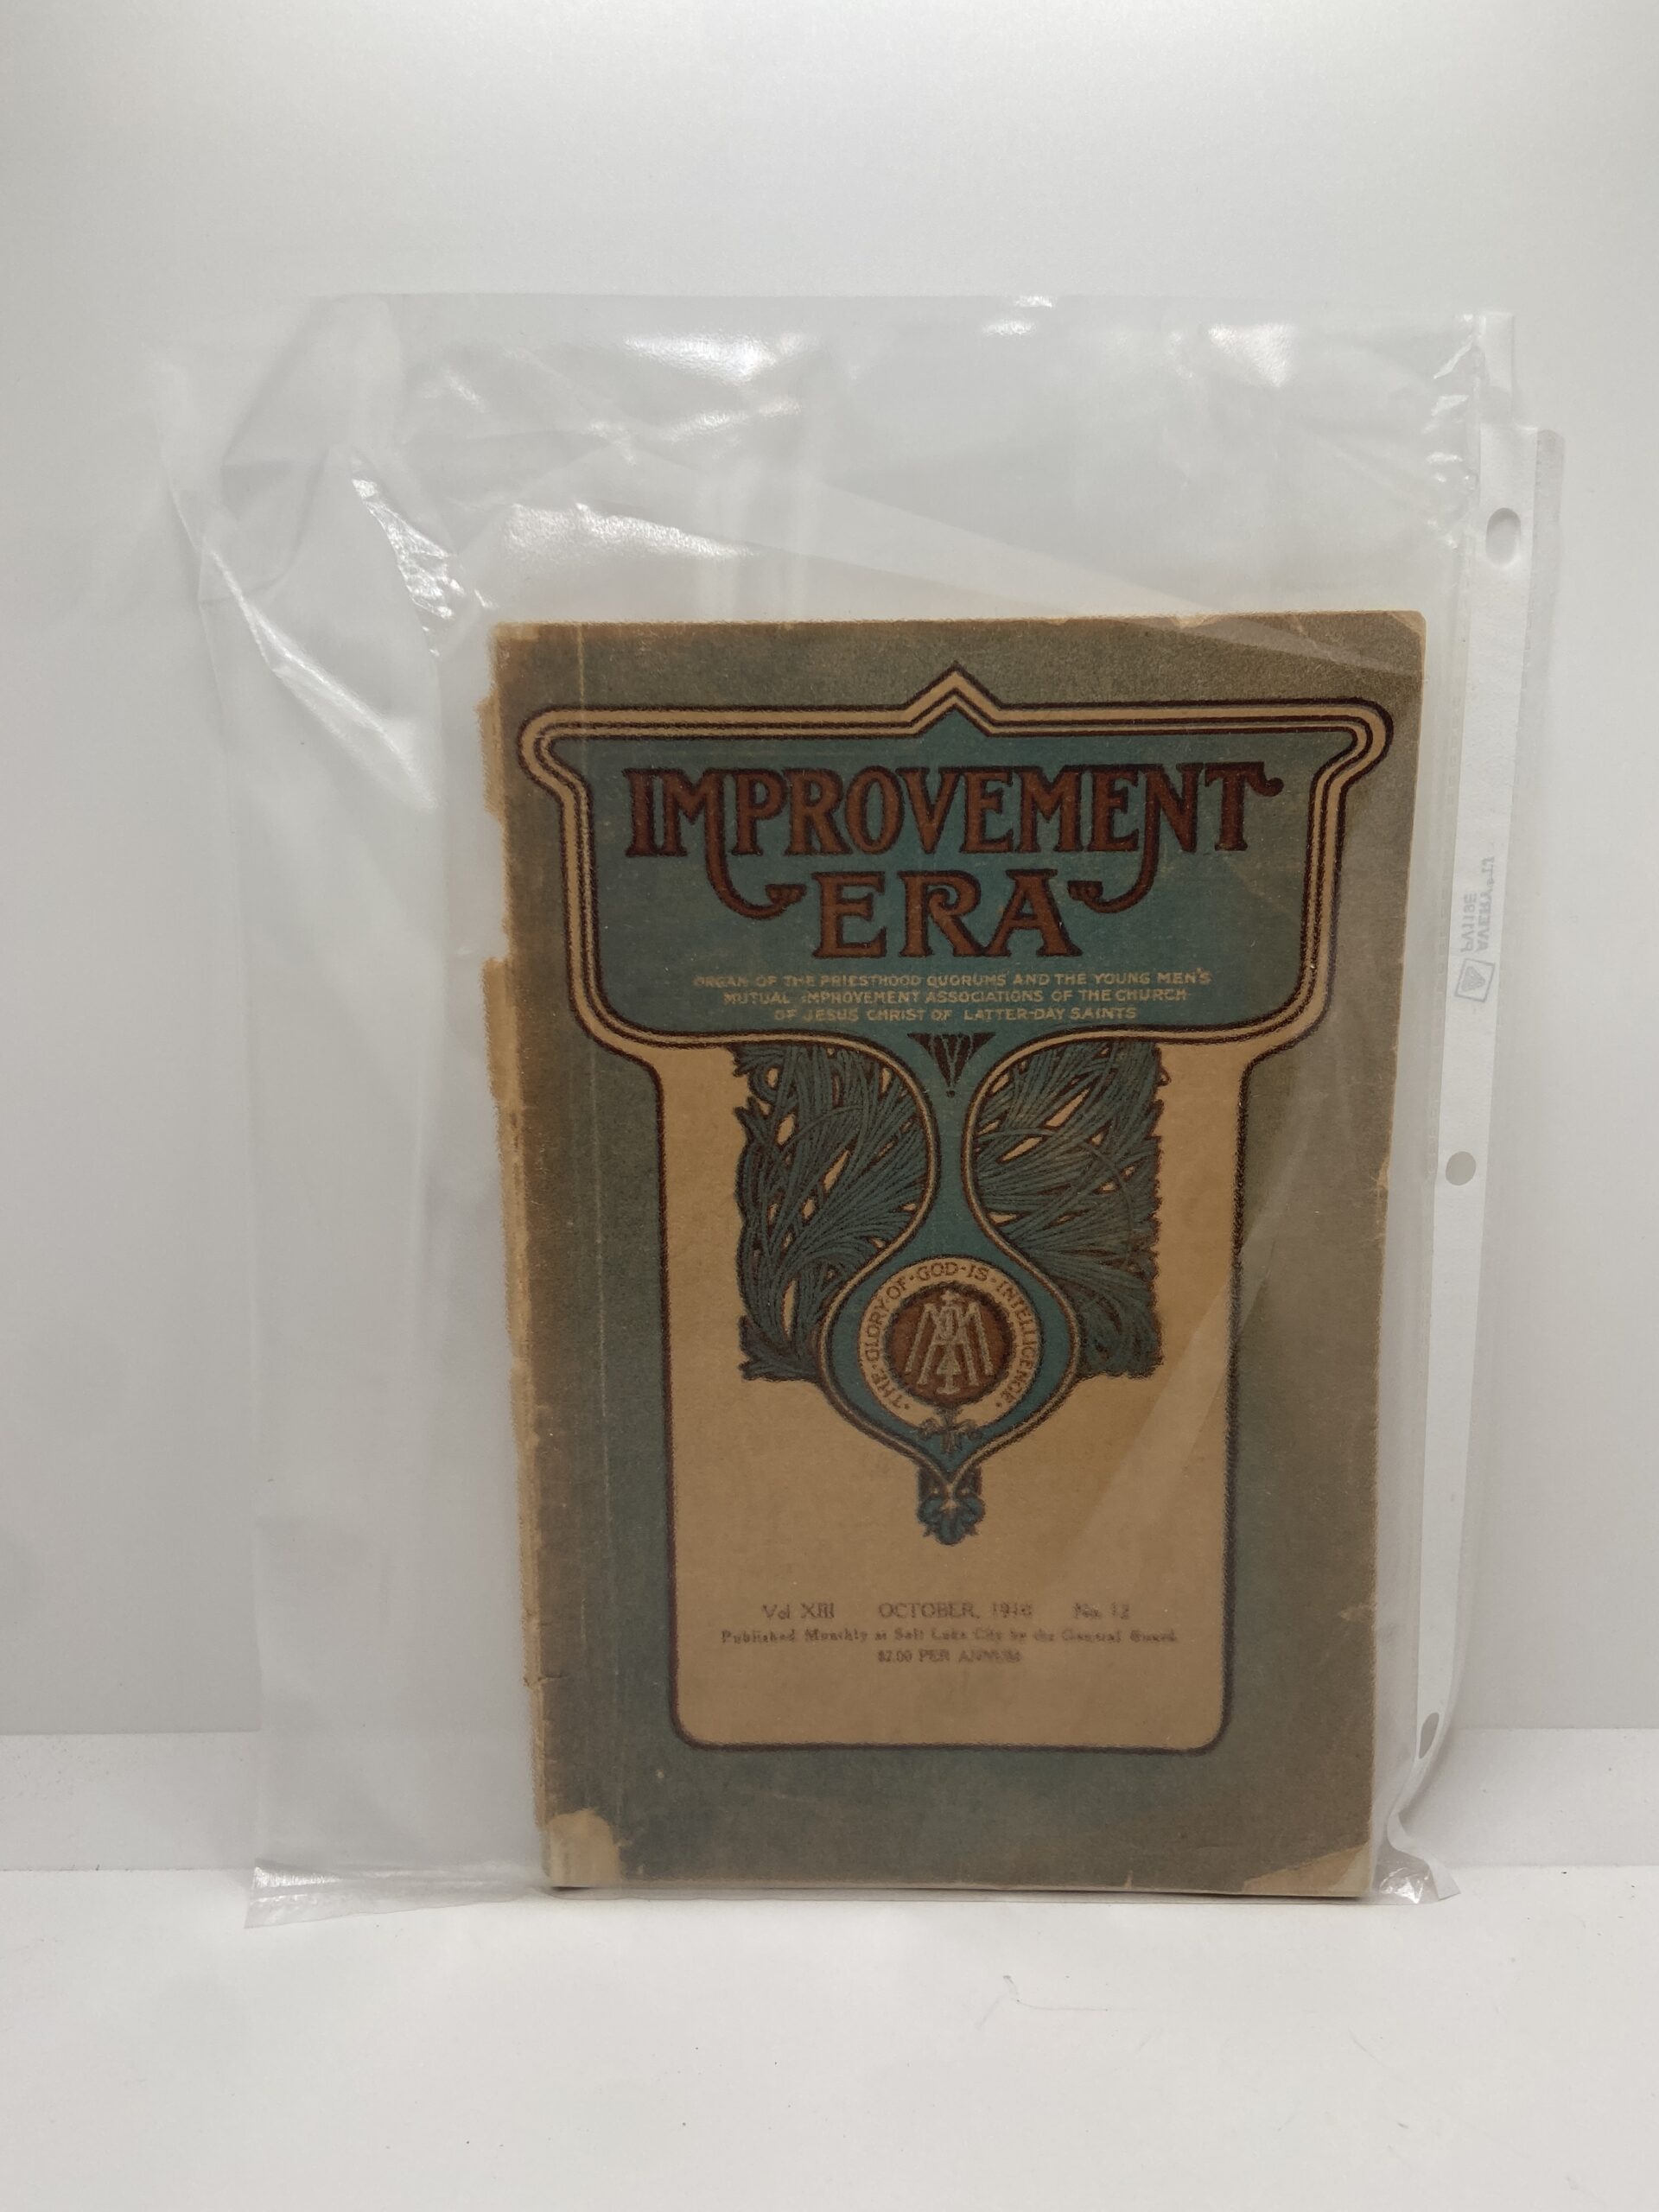 IMPROVEMENT
ERA
ORGAN OF THE PRIESTHOOD QUORUMS AND THE YOUNG MEN'S
MUTUAL IMPROVEMENT ASSOCIATIONS OF THE CHURCH
OF JESUS CHRIST OF LATTER-DAY SAINTS
·THE·GLORY·OF·GOD·IS·INTELLIGENCE·
Vol XIII OCTOBER, 1910 No. 12
Published Monthly at Salt Lake City by the General Board
$2.00 PER ANNUM
AVERY
PV119E